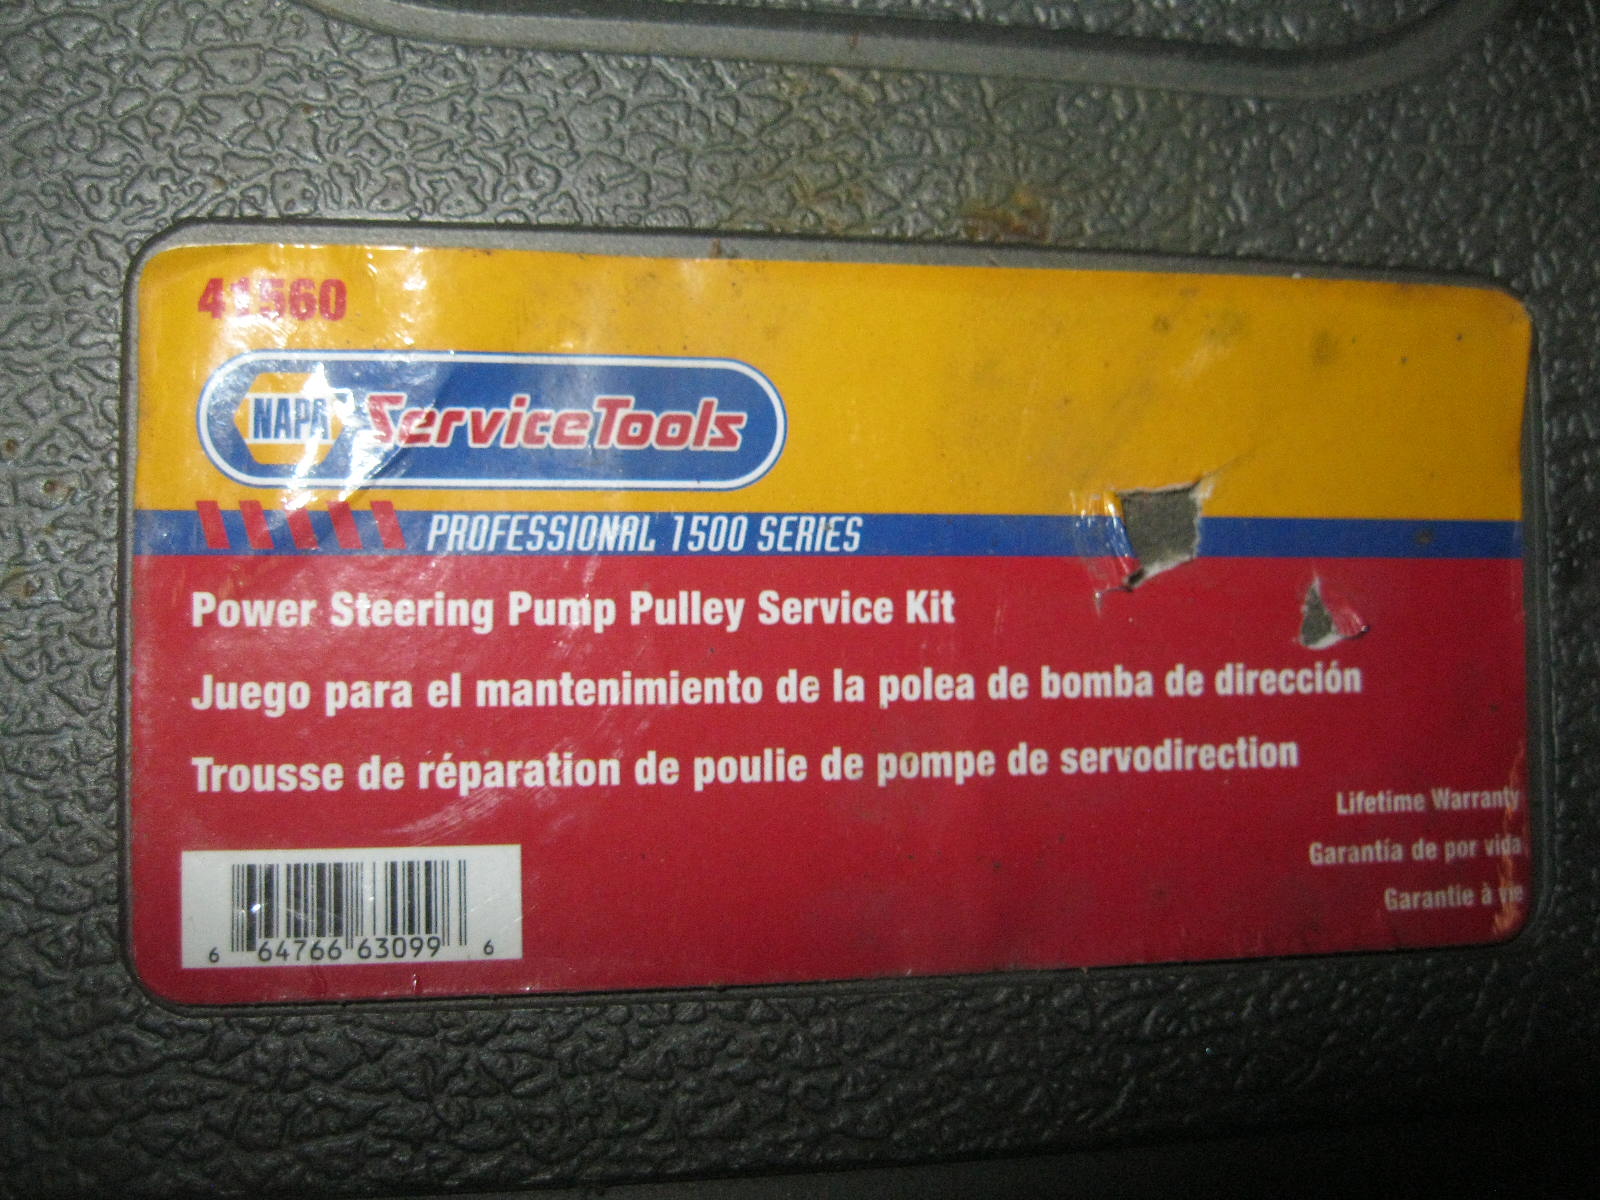 41560
NAPA ServiceTools
PROFESSIONAL 1500 SERIES
Power Steering Pump Pulley Service Kit
Juego para el mantenimiento de la polea de bomba de dirección
Trousse de réparation de poulie de pompe de servodirection
Lifetime Warranty
Garantía de por vida
Garantie à vie
6 64766 63099 6